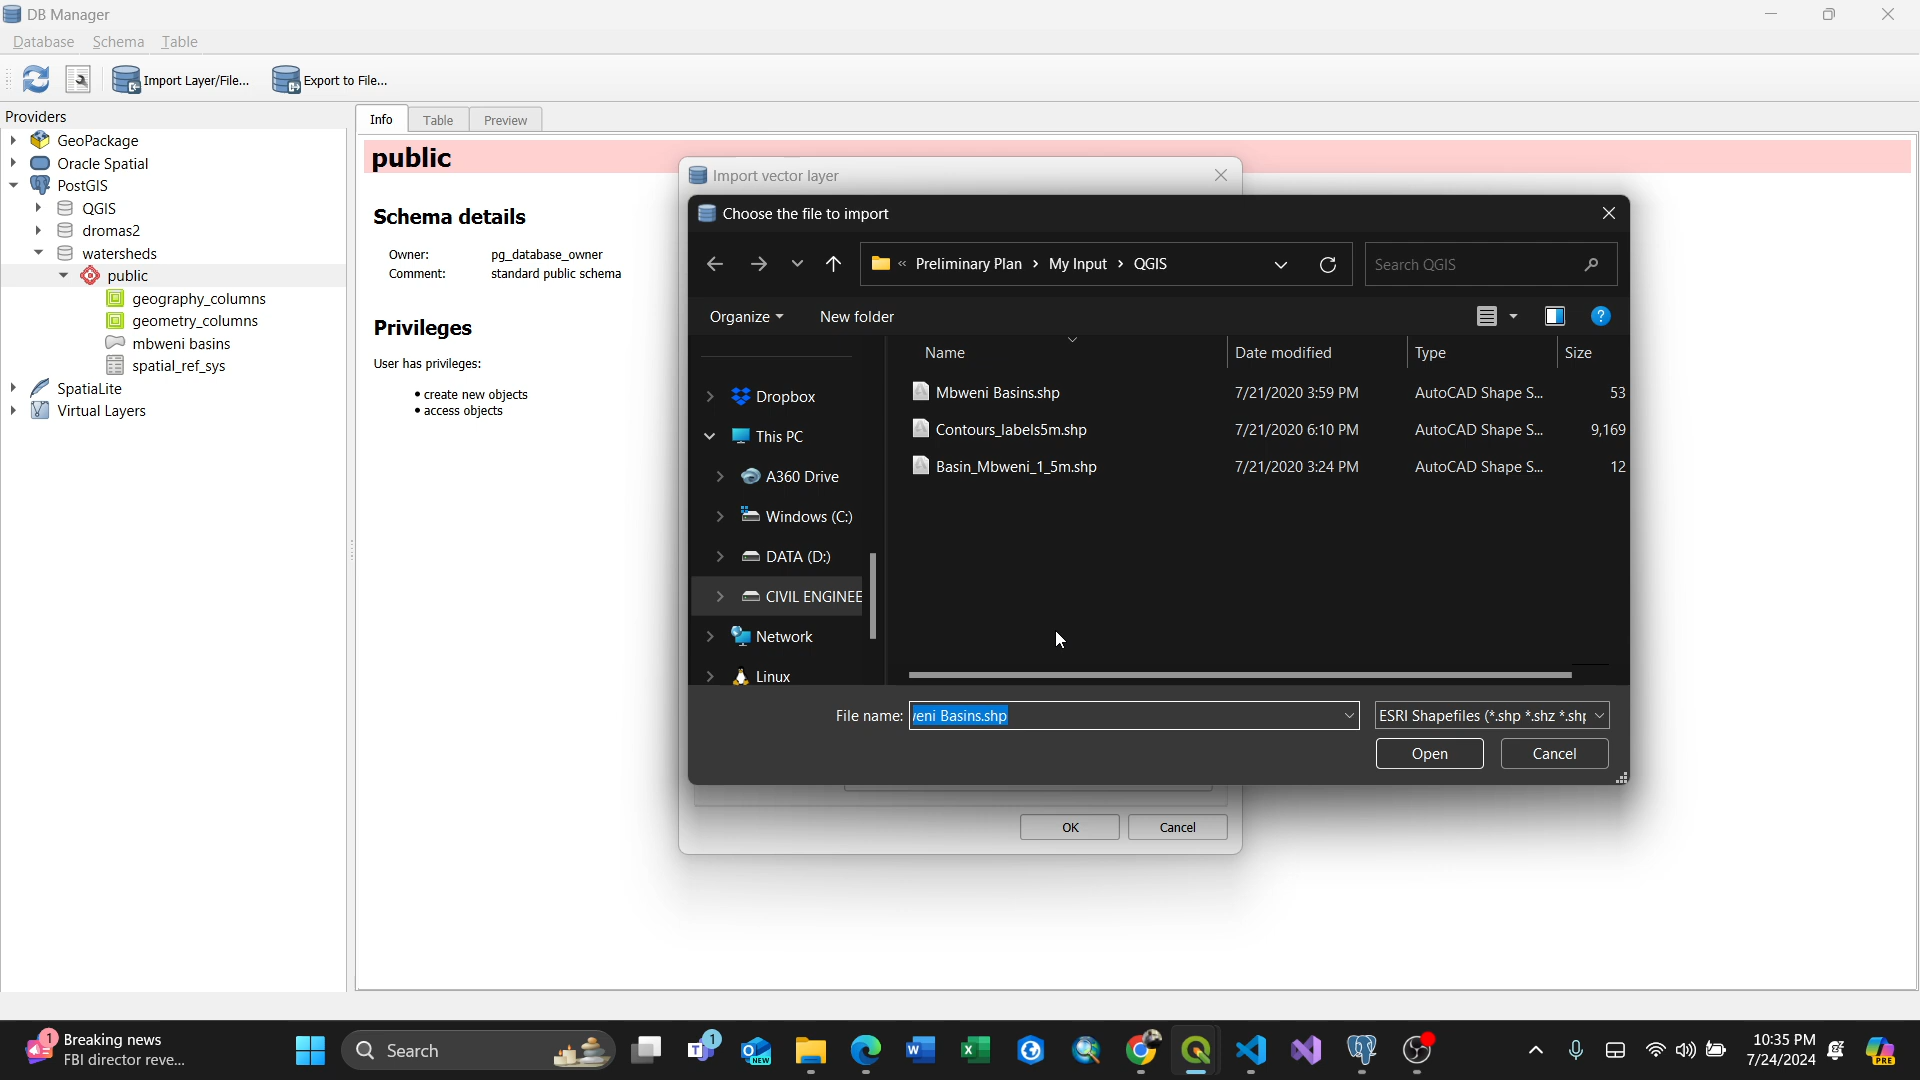 DB Manager
Database Schema Table
Import Layer/File... Export to File...
Providers
GeoPackage
Oracle Spatial
PostGIS
QGIS
dromas2
watersheds
public
geography_columns
geometry_columns
mbweni basins
spatial_ref_sys
SpatiaLite
Virtual Layers
Info Table Preview
public
Schema details
Owner: pg_database_owner
Comment: standard public schema
Privileges
User has privileges:
• create new objects
• access objects
Import vector layer
Choose the file to import
« Preliminary Plan › My Input › QGIS
Search QGIS
Organize New folder
Name Date modified Type Size
Mbweni Basins.shp 7/21/2020 3:59 PM AutoCAD Shape S... 53
Contours_labels5m.shp 7/21/2020 6:10 PM AutoCAD Shape S... 9,169
Basin_Mbweni_1_5m.shp 7/21/2020 3:24 PM AutoCAD Shape S... 12
Dropbox
This PC
A360 Drive
Windows (C:)
DATA (D:)
CIVIL ENGINEE
Network
Linux
File name: weni Basins.shp
ESRI Shapefiles (*.shp *.shz *.shp
Open Cancel
OK Cancel
1 Breaking news
FBI director reve...
Search
1
NEW
10:35 PM
7/24/2024
PRE